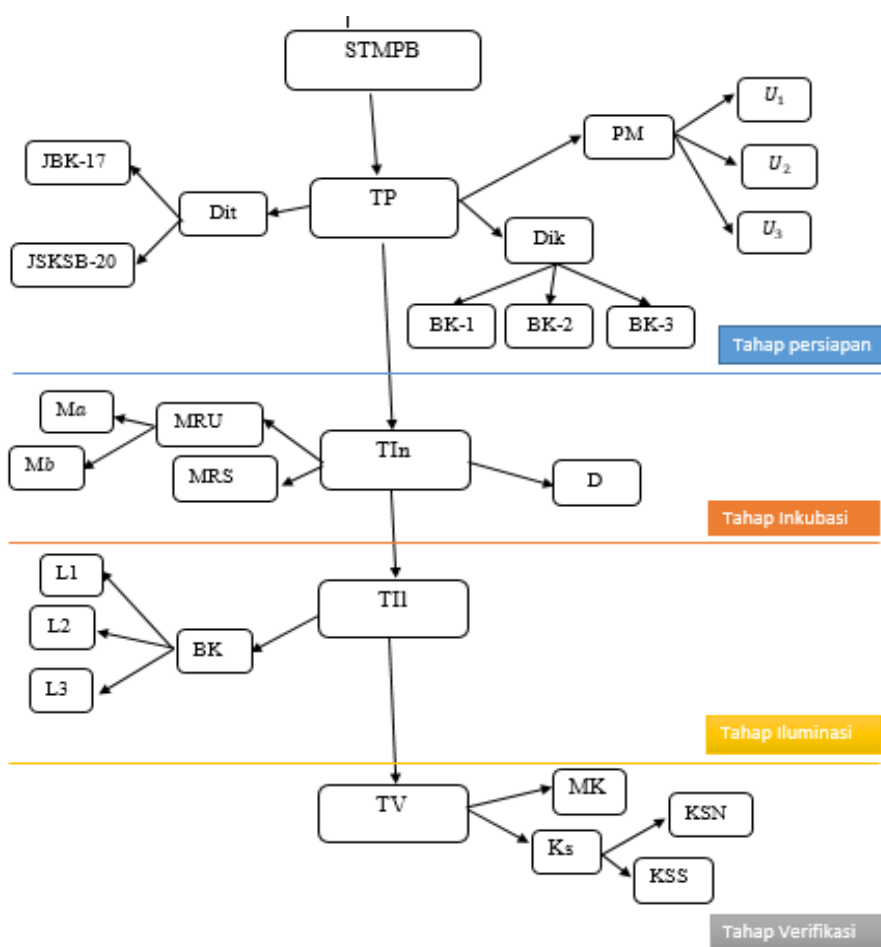 STMPB
U₁
PM
JBK-17
U₂
TP
Dit
U₃
Dik
JSKSB-20
BK-1
BK-2
BK-3
Tahap persiapan
Ma
MRU
TIn
Mb
MRS
D
Tahap Inkubasi
L1
TIl
L2
BK
L3
Tahap Iluminasi
MK
TV
KSN
Ks
KSS
Tahap Verifikasi